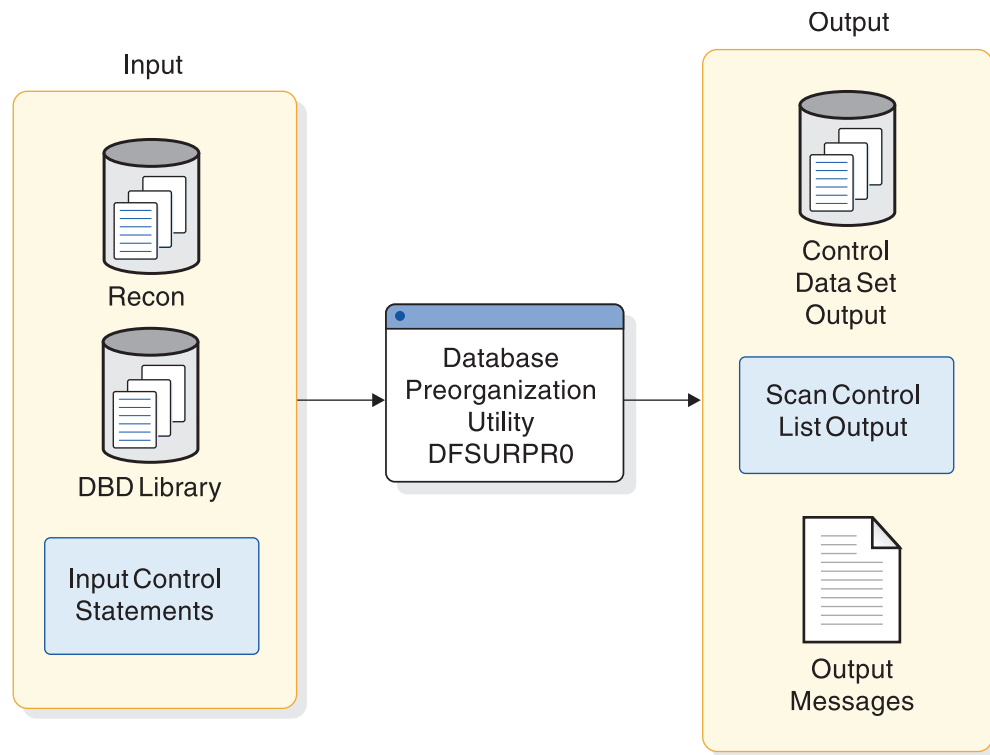 Input
Recon
DBD Library
Input Control
Statements
Database
Preorganization
Utility
DFSURPR0
Output
Control
Data Set
Output
Scan Control
List Output
Output
Messages